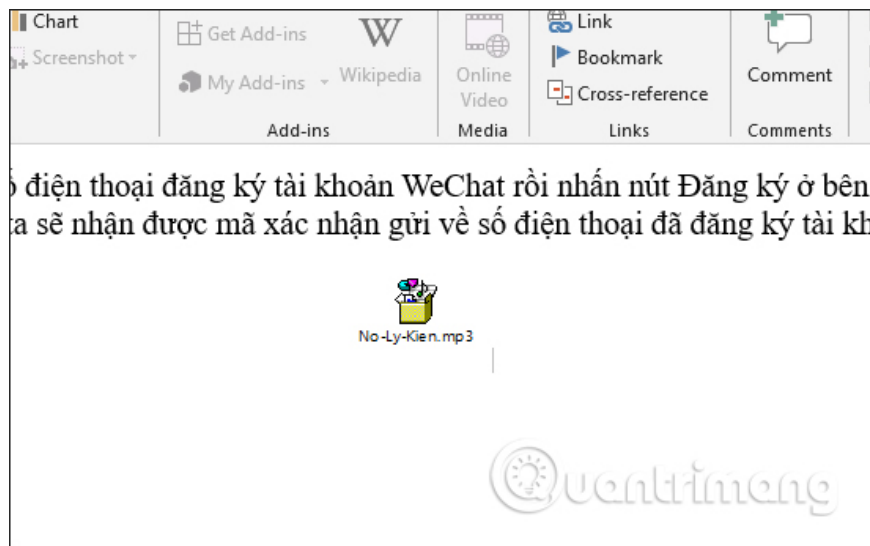 Chart
Screenshot
Get Add-ins
My Add-ins
Wikipedia
Add-ins
Online
Video
Media
Link
Bookmark
Cross-reference
Links
Comment
Comments
điện thoại đăng ký tài khoản WeChat rồi nhấn nút Đăng ký ở bên
ta sẽ nhận được mã xác nhận gửi về số điện thoại đã đăng ký tài
No-Ly-Kien.mp3
Quantrimang